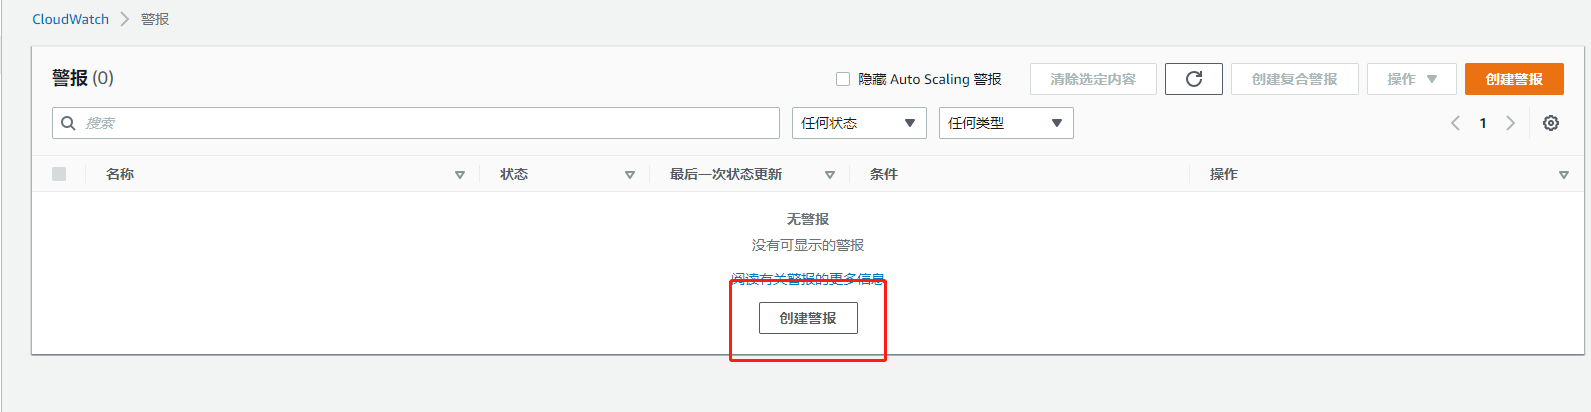 CloudWatch > 警报
警报 (0)
隐藏 Auto Scaling 警报
清除选定内容
创建复合警报
操作
创建警报
搜索
任何状态
任何类型
1
名称 状态 最后一次状态更新 条件 操作
无警报
没有可显示的警报
阅读有关警报的更多信息
创建警报